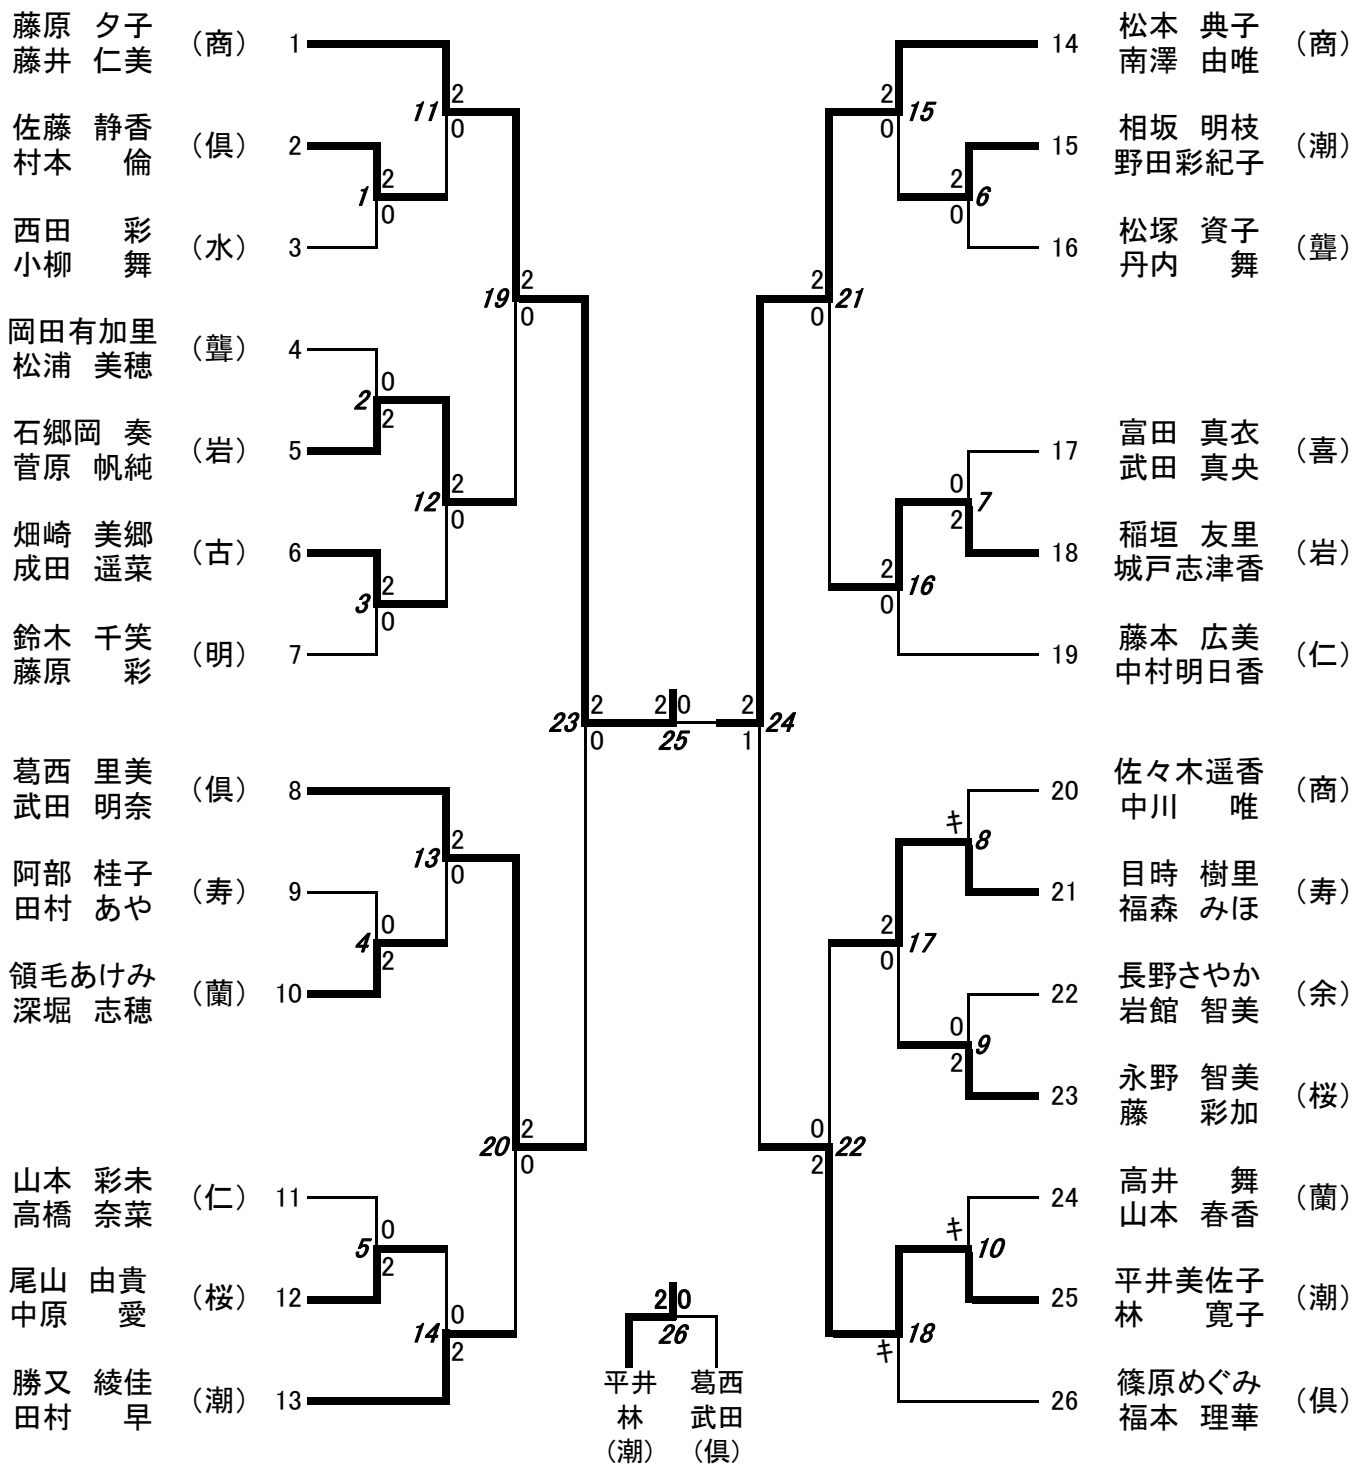 藤原 夕子
藤井 仁美
(商) 1
佐藤 静香
村本 倫
(倶) 2
西田 彩
小柳 舞
(水) 3
岡田有加里
松浦 美穂
(聾) 4
石郷岡 奏
菅原 帆純
(岩) 5
畑崎 美郷
成田 遥菜
(古) 6
鈴木 千笑
藤原 彩
(明) 7
葛西 里美
武田 明奈
(倶) 8
阿部 桂子
田村 あや
(寿) 9
領毛あけみ
深堀 志穂
(蘭) 10
山本 彩未
高橋 奈菜
(仁) 11
尾山 由貴
中原 愛
(桜) 12
勝又 綾佳
田村 早
(潮) 13
1
2
0
2
0
2
3
2
0
4
0
2
5
0
2
11
2
0
12
2
0
13
2
0
14
0
2
19
2
0
20
2
0
23
2
0
2 0
25
2
1
24
2 0
26
平井
林
(潮)
葛西
武田
(倶)
2
0
21
0
2
22
2
0
15
2
0
16
2
0
17
キ
18
2
0
6
0
2
7
キ
8
0
2
9
キ
10
14
松本 典子
南澤 由唯
(商)
15
相坂 明枝
野田彩紀子
(潮)
16
松塚 資子
丹内 舞
(聾)
17
富田 真衣
武田 真央
(喜)
18
稲垣 友里
城戸志津香
(岩)
19
藤本 広美
中村明日香
(仁)
20
佐々木遥香
中川 唯
(商)
21
目時 樹里
福森 みほ
(寿)
22
長野さやか
岩館 智美
(余)
23
永野 智美
藤 彩加
(桜)
24
高井 舞
山本 春香
(蘭)
25
平井美佐子
林 寛子
(潮)
26
篠原めぐみ
福本 理華
(倶)